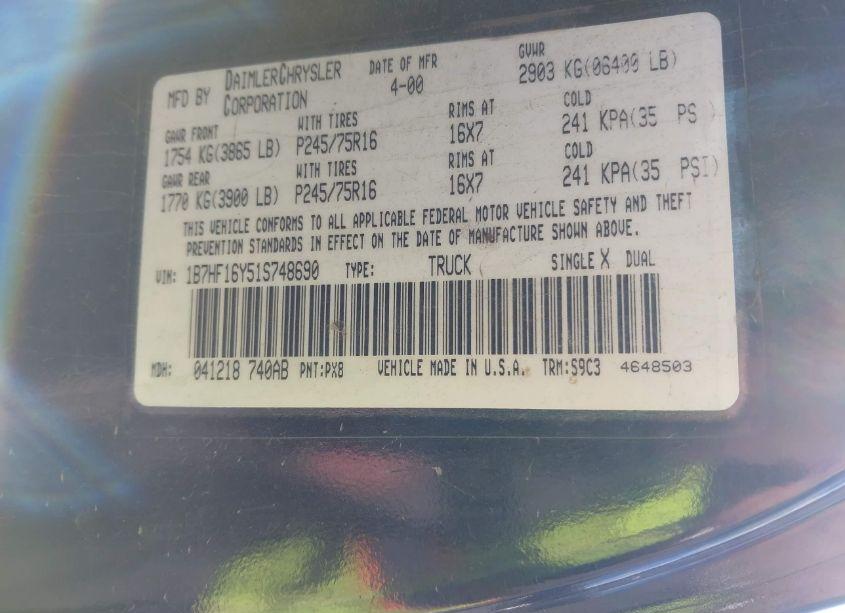 MFD BY DAIMLERCHRYSLER CORPORATION DATE OF MFR 4-00 GVWR 2903 KG(06400 LB)
GAWR FRONT WITH TIRES RIMS AT COLD
1754 KG(3865 LB) P245/75R16 16X7 241 KPA(35 PS )
GAWR REAR WITH TIRES RIMS AT COLD
1770 KG(3900 LB) P245/75R16 16X7 241 KPA(35 PSI)
THIS VEHICLE CONFORMS TO ALL APPLICABLE FEDERAL MOTOR VEHICLE SAFETY AND THEFT
PREVENTION STANDARDS IN EFFECT ON THE DATE OF MANUFACTURE SHOWN ABOVE.
VIN: 1B7HF16Y51S748690 TYPE: TRUCK SINGLE X DUAL
MDH: 041218 740AB PNT:PX8 VEHICLE MADE IN U.S.A. TRM:S9C3 4648503